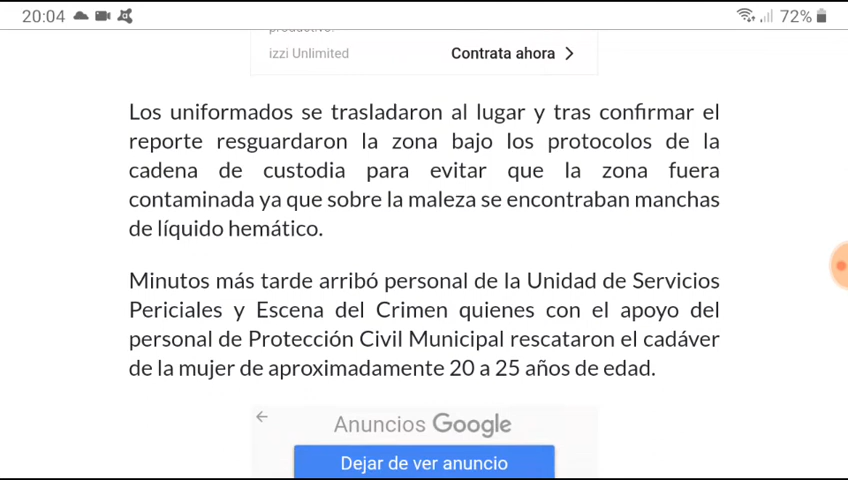 20:04
72%
izzi Unlimited
Contrata ahora
Los uniformados se trasladaron al lugar y tras confirmar el
reporte resguardaron la zona bajo los protocolos de la
cadena de custodia para evitar que la zona fuera
contaminada ya que sobre la maleza se encontraban manchas
de líquido hemático.
Minutos más tarde arribó personal de la Unidad de Servicios
Periciales y Escena del Crimen quienes con el apoyo del
personal de Protección Civil Municipal rescataron el cadáver
de la mujer de aproximadamente 20 a 25 años de edad.
Anuncios Google
Dejar de ver anuncio